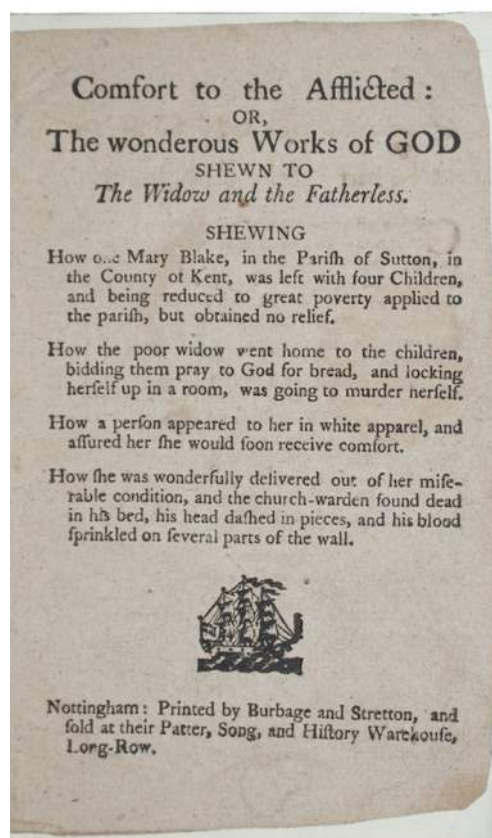 Comfort to the Afflicted :
OR,
The wonderous Works of GOD
SHEWN TO
The Widow and the Fatherless.
SHEWING
How one Mary Blake, in the Pariſh of Sutton, in
the County of Kent, was left with four Children,
and being reduced to great poverty applied to
the pariſh, but obtained no relief.
How the poor widow went home to the children,
bidding them pray to God for bread, and locking
herſelf up in a room, was going to murder herſelf.
How a perſon appeared to her in white apparel, and
aſſured her ſhe would ſoon receive comfort.
How ſhe was wonderfully delivered out of her miſe-
rable condition, and the church-warden found dead
in his bed, his head daſhed in pieces, and his blood
ſprinkled on ſeveral parts of the wall.
Nottingham: Printed by Burbage and Stretton, and
ſold at their Patter, Song, and Hiſtory Warehouſe,
Long-Row.